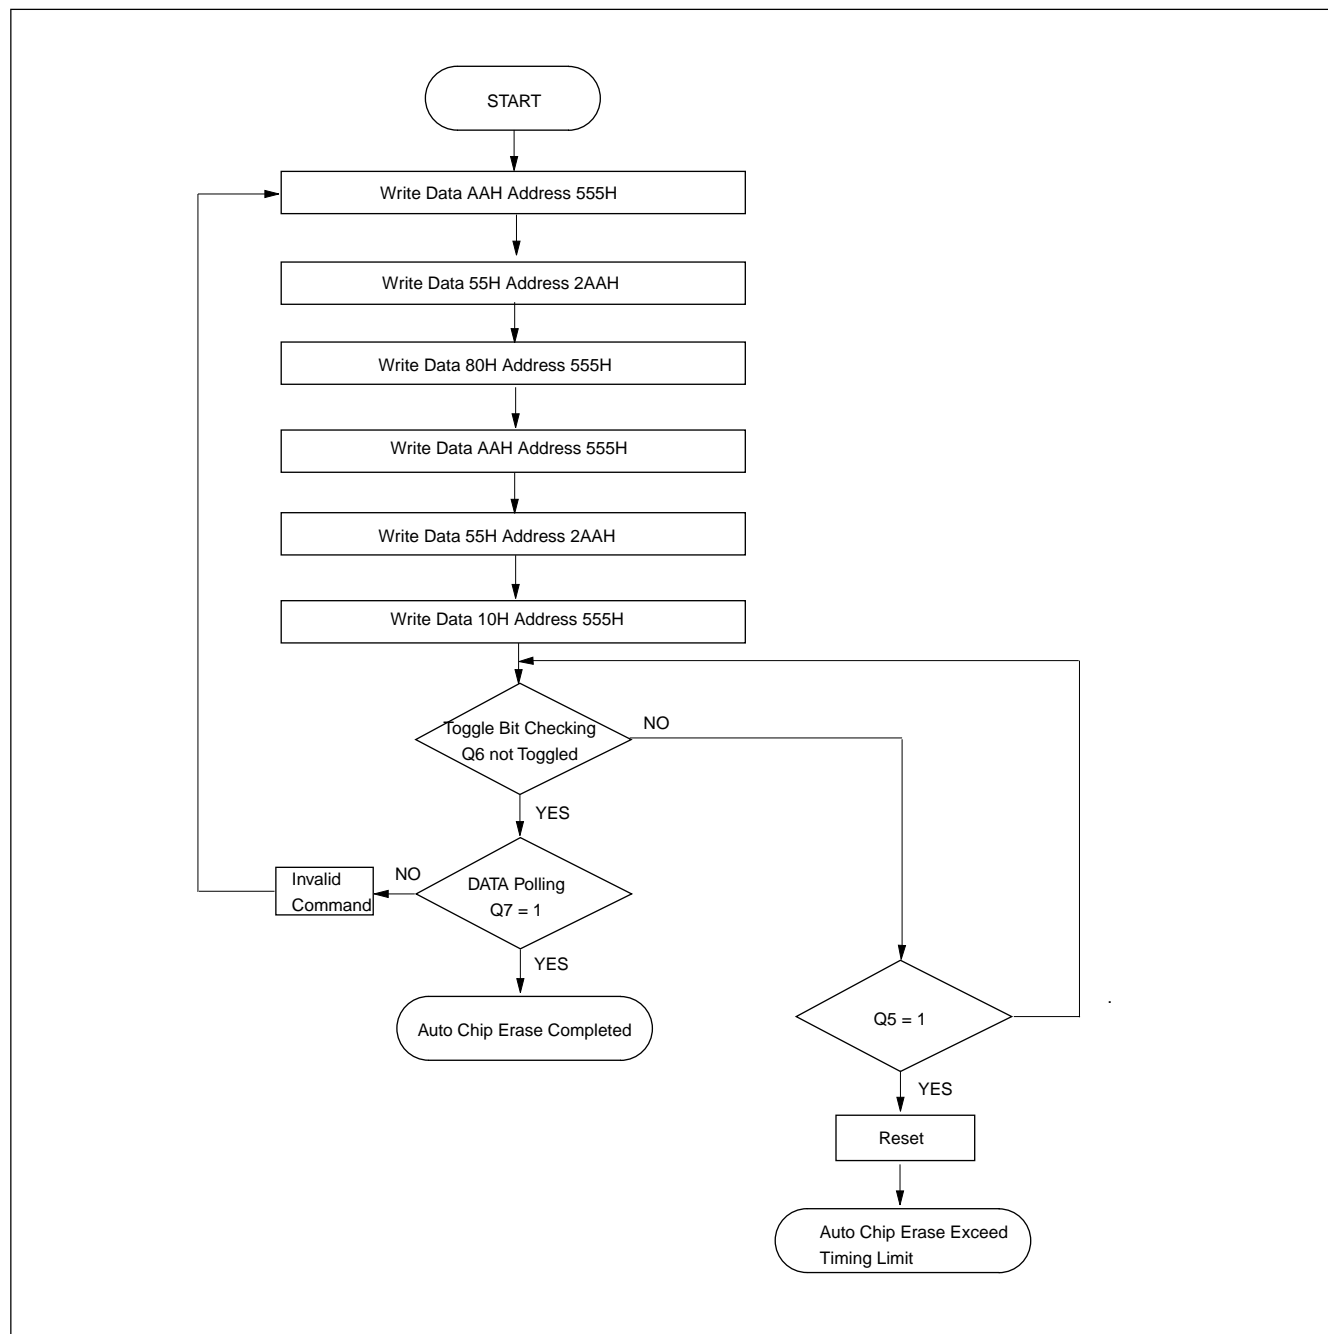 START
Write Data AAH Address 555H
Write Data 55H Address 2AAH
Write Data 80H Address 555H
Write Data AAH Address 555H
Write Data 55H Address 2AAH
Write Data 10H Address 555H
Toggle Bit Checking
Q6 not Toggled
NO
YES
Invalid
Command
NO
DATA Polling
Q7 = 1
YES
Auto Chip Erase Completed
Q5 = 1
.
YES
Reset
Auto Chip Erase Exceed
Timing Limit